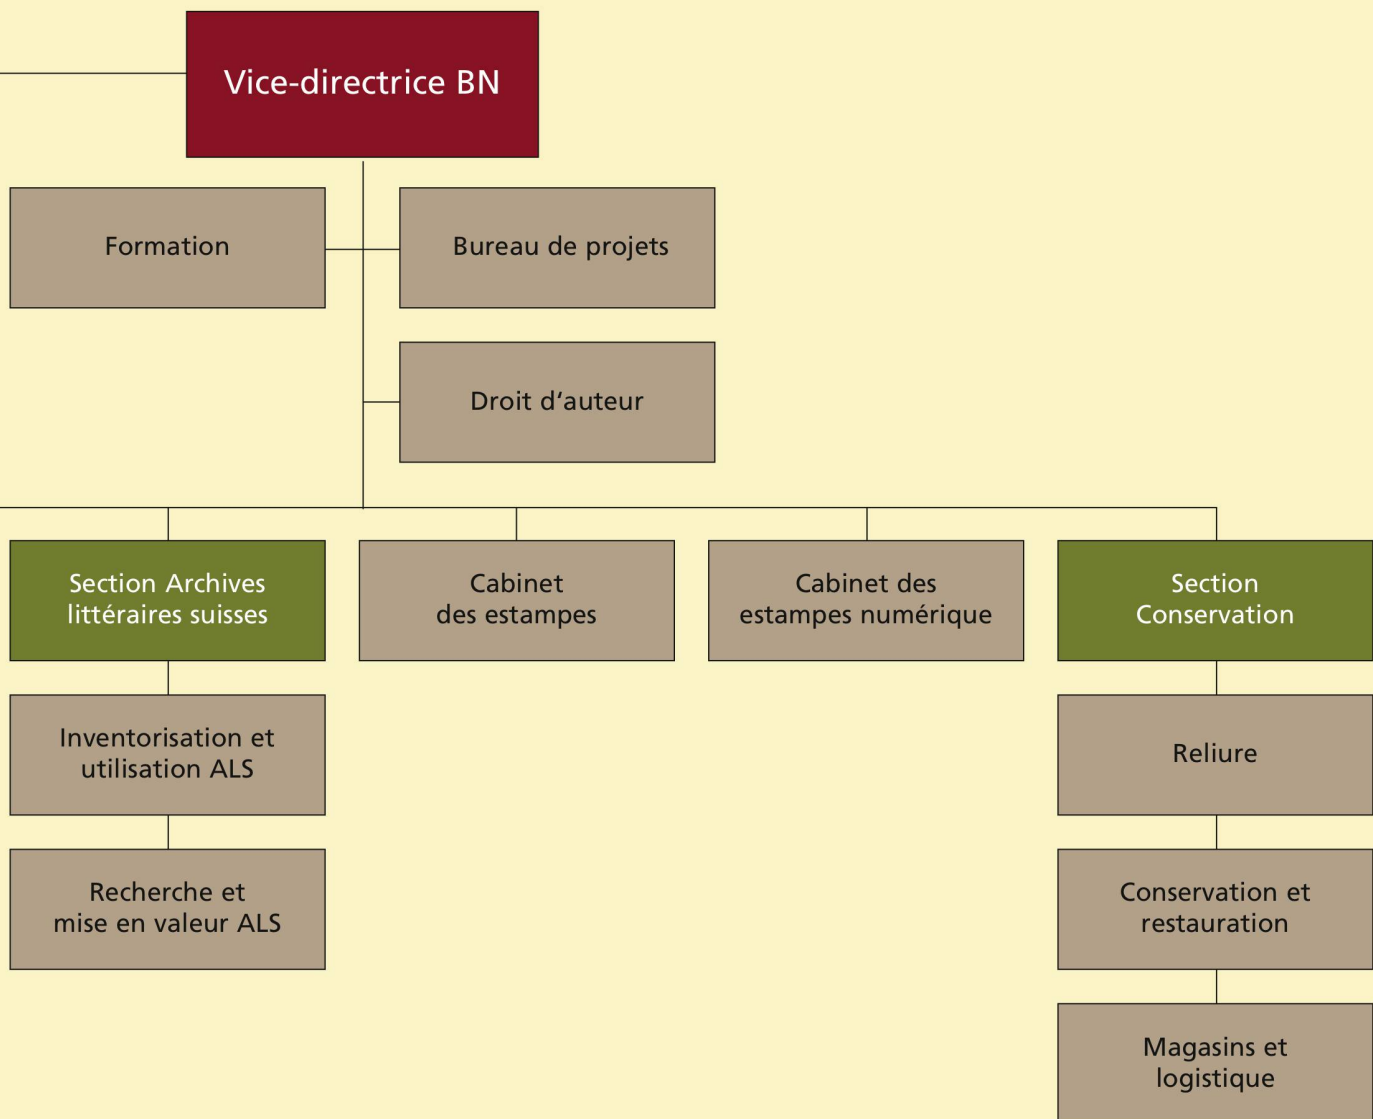 Vice-directrice BN
Formation
Bureau de projets
Droit d‘auteur
Section Archives
littéraires suisses
Cabinet
des estampes
Cabinet des
estampes numérique
Section
Conservation
Inventorisation et
utilisation ALS
Reliure
Recherche et
mise en valeur ALS
Conservation et
restauration
Magasins et
logistique